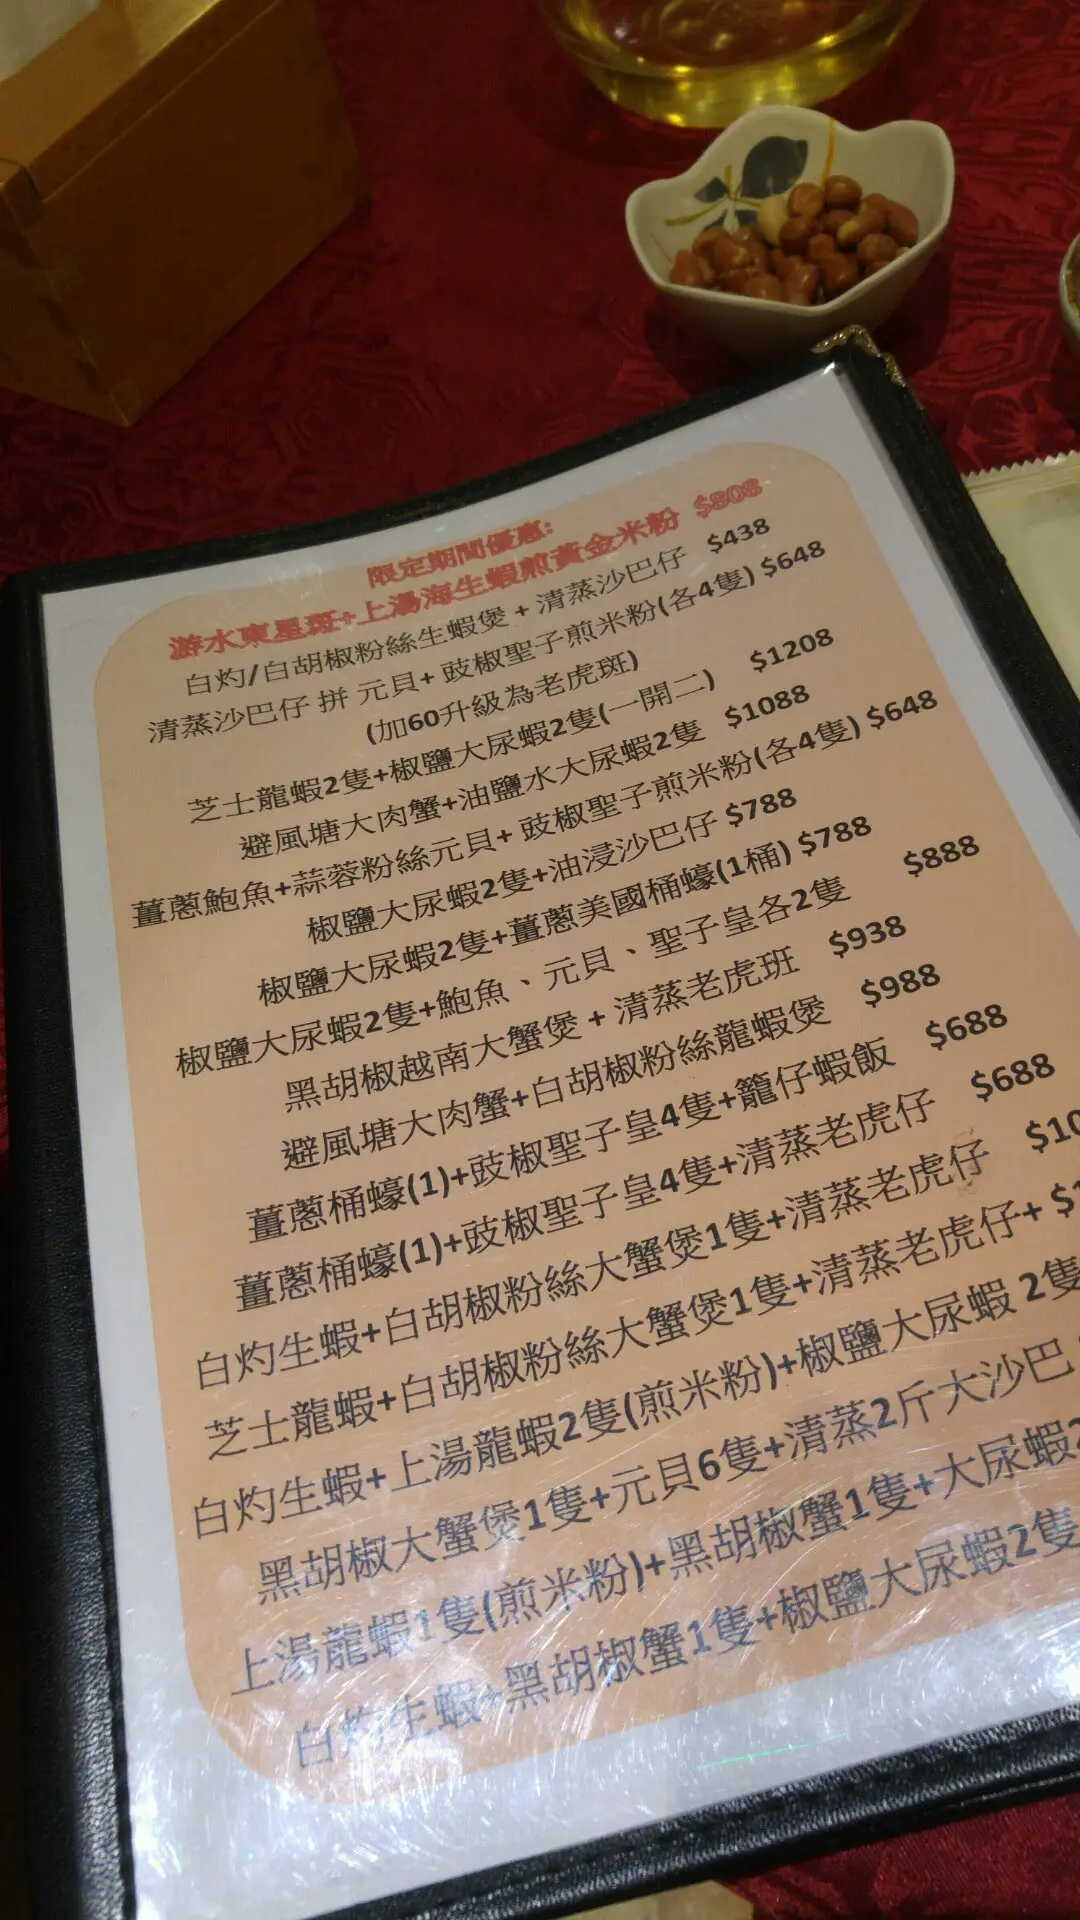 限定期間優惠:
游水東星斑+上湯海生蝦煎黃金米粉 $808
白灼/白胡椒粉絲生蝦煲 + 清蒸沙巴仔 $438
清蒸沙巴仔 拼 元貝+ 豉椒聖子煎米粉(各4隻) $648
(加60升級為老虎斑)
芝士龍蝦2隻+椒鹽大尿蝦2隻(一開二) $1208
避風塘大肉蟹+油鹽水大尿蝦2隻 $1088
薑蔥鮑魚+蒜蓉粉絲元貝+ 豉椒聖子煎米粉(各4隻) $648
椒鹽大尿蝦2隻+油浸沙巴仔 $788
椒鹽大尿蝦2隻+薑蔥美國桶蠔(1桶) $788
椒鹽大尿蝦2隻+鮑魚、元貝、聖子皇各2隻 $888
黑胡椒越南大蟹煲 + 清蒸老虎班 $938
避風塘大肉蟹+白胡椒粉絲龍蝦煲 $988
薑蔥桶蠔(1)+豉椒聖子皇4隻+籠仔蝦飯 $688
薑蔥桶蠔(1)+豉椒聖子皇4隻+清蒸老虎仔 $688
白灼生蝦+白胡椒粉絲大蟹煲1隻+清蒸老虎仔 $10
芝士龍蝦+白胡椒粉絲大蟹煲1隻+清蒸老虎仔+ $
白灼生蝦+上湯龍蝦2隻(煎米粉)+椒鹽大尿蝦 2隻
黑胡椒大蟹煲1隻+元貝6隻+清蒸2斤大沙巴
上湯龍蝦1隻(煎米粉)+黑胡椒蟹1隻+大尿蝦2
白灼生蝦+黑胡椒蟹1隻+椒鹽大尿蝦2隻